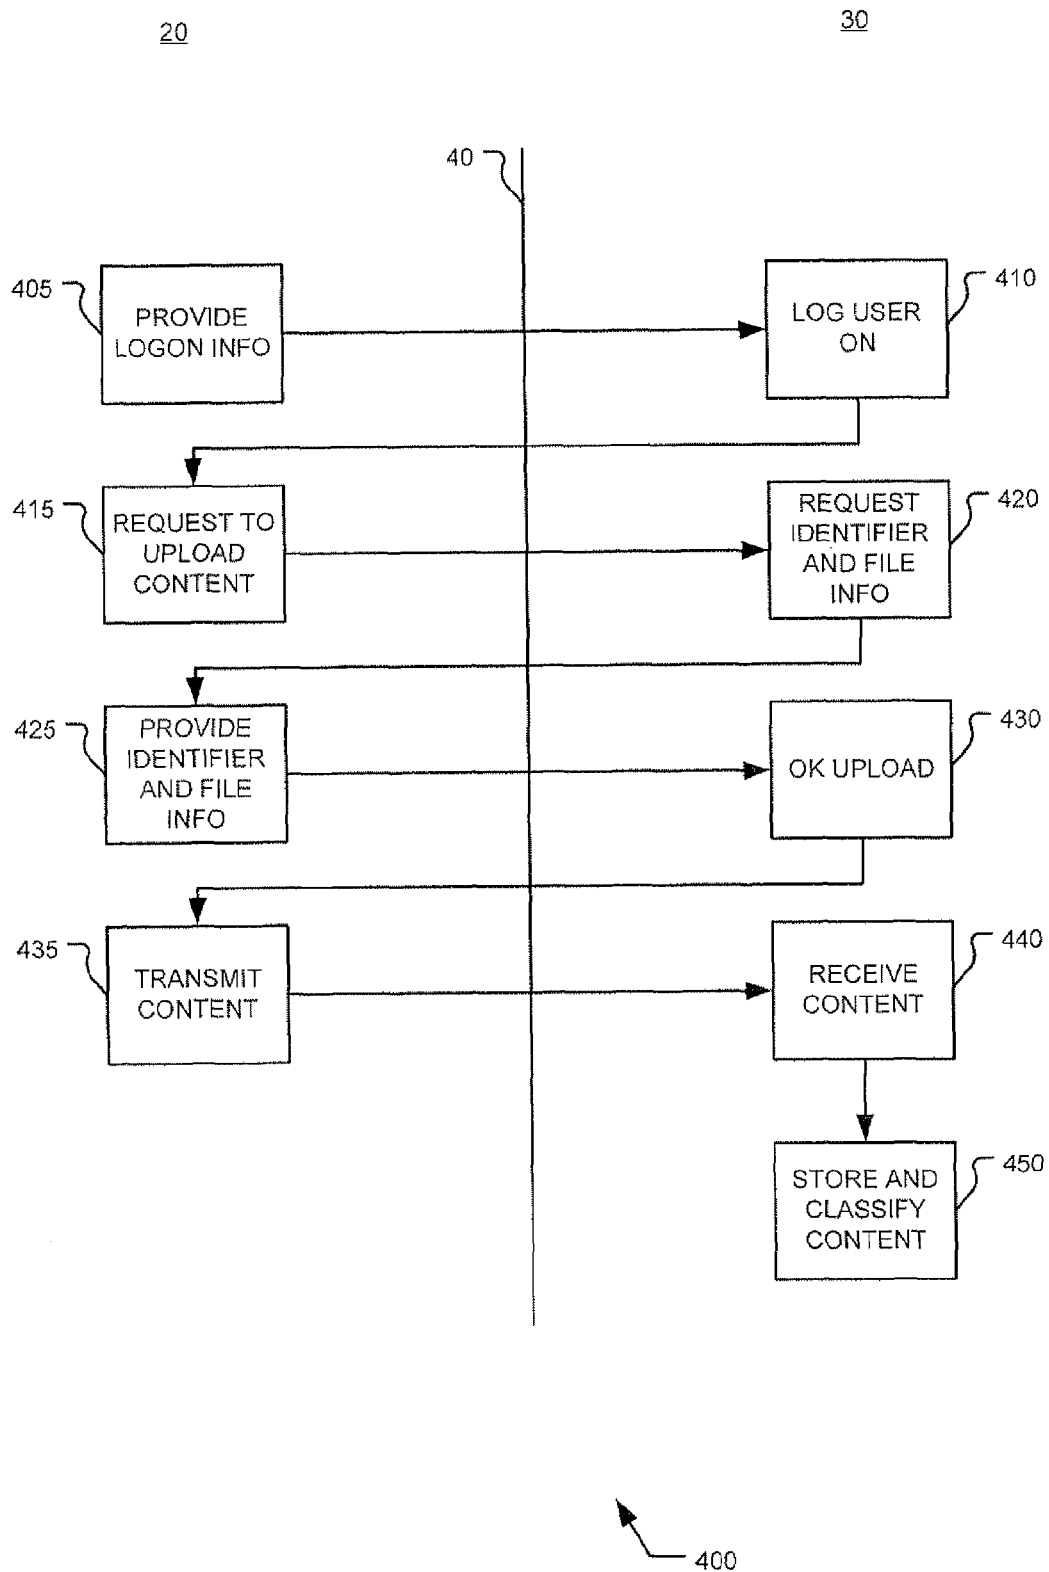 20
30
40
405
PROVIDE
LOGON INFO
410
LOG USER
ON
415
REQUEST TO
UPLOAD
CONTENT
420
REQUEST
IDENTIFIER
AND FILE
INFO
425
PROVIDE
IDENTIFIER
AND FILE
INFO
430
OK UPLOAD
435
TRANSMIT
CONTENT
440
RECEIVE
CONTENT
450
STORE AND
CLASSIFY
CONTENT
400